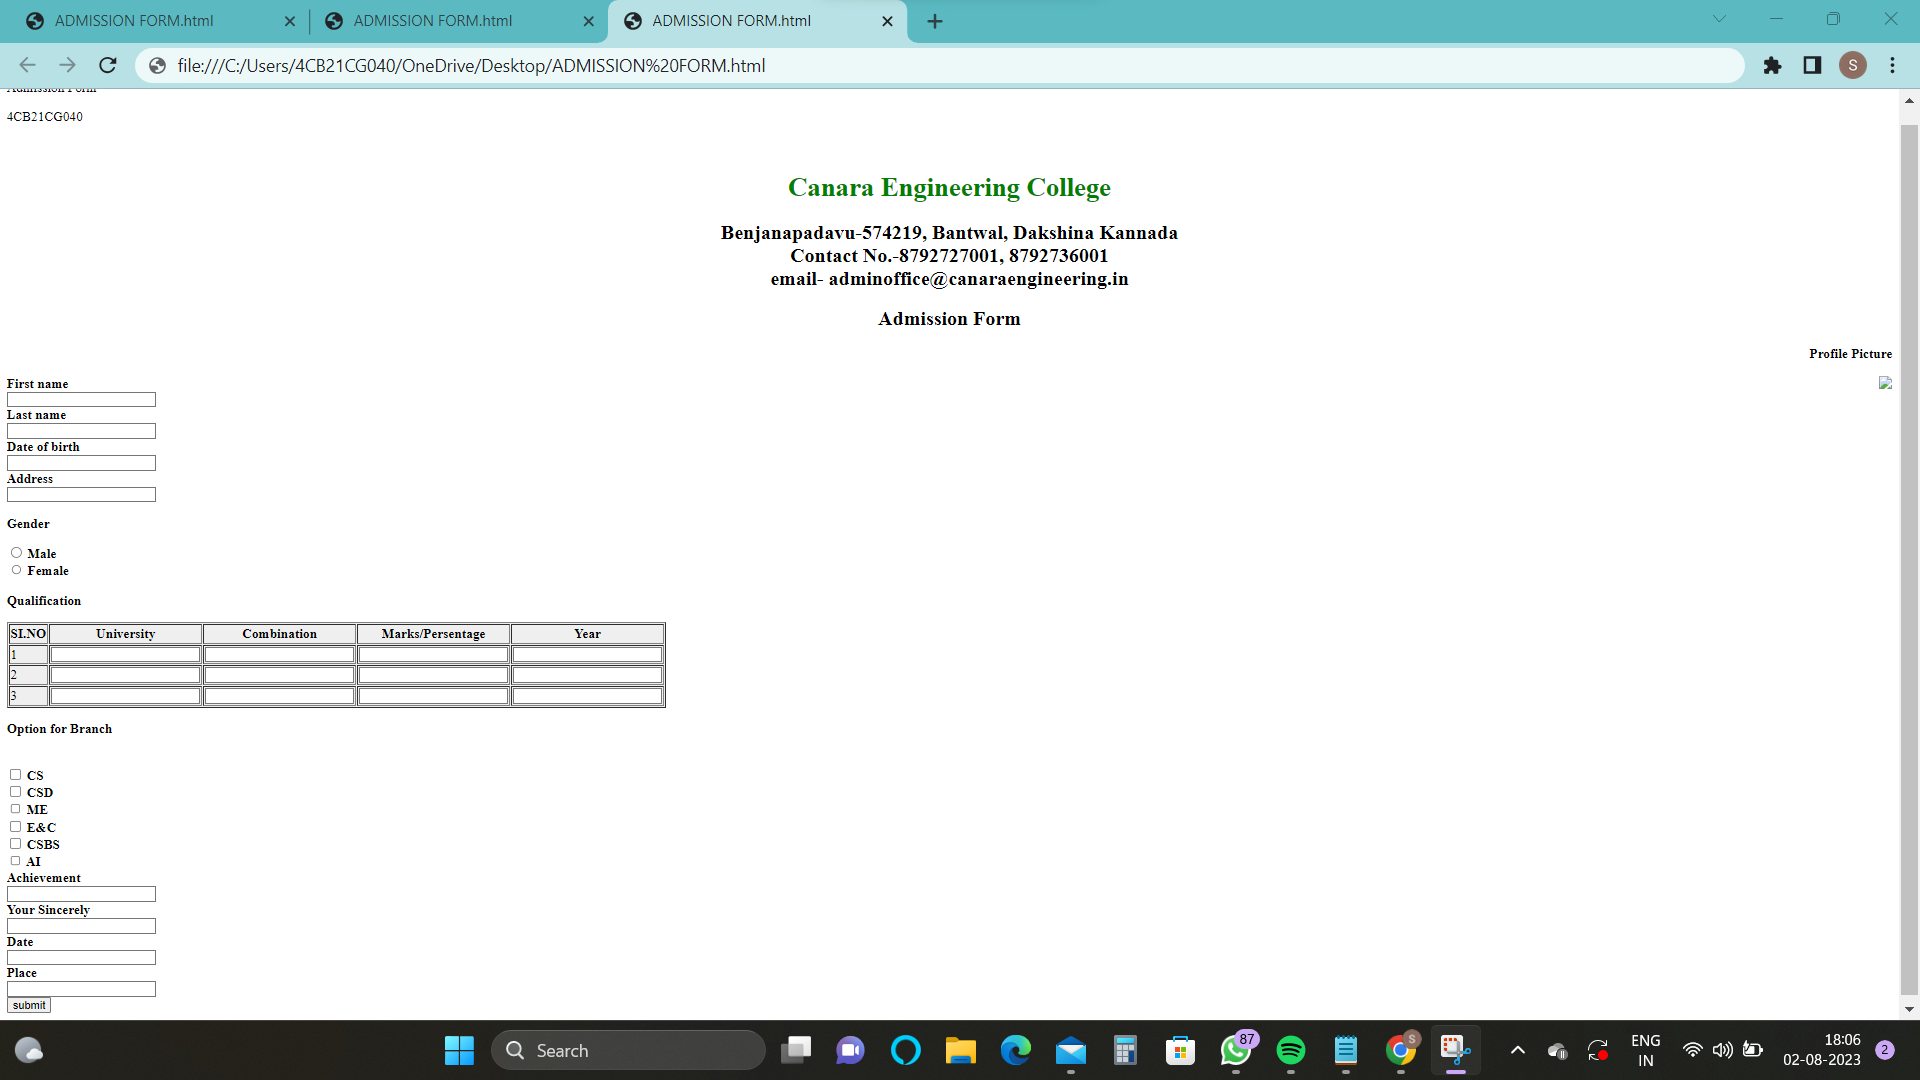 ADMISSION FORM.html
ADMISSION FORM.html
ADMISSION FORM.html
file:///C:/Users/4CB21CG040/OneDrive/Desktop/ADMISSION%20FORM.html
S
Admission Form
4CB21CG040
Canara Engineering College
Benjanapadavu-574219, Bantwal, Dakshina Kannada
Contact No.-8792727001, 8792736001
email- adminoffice@canaraengineering.in
Admission Form
Profile Picture
First name
Last name
Date of birth
Address
Gender
Male
Female
Qualification
SI.NO University Combination Marks/Persentage Year
1
2
3
Option for Branch
CS
CSD
ME
E&C
CSBS
AI
Achievement
Your Sincerely
Date
Place
submit
Search
87
S
ENG
IN
18:06
02-08-2023
2